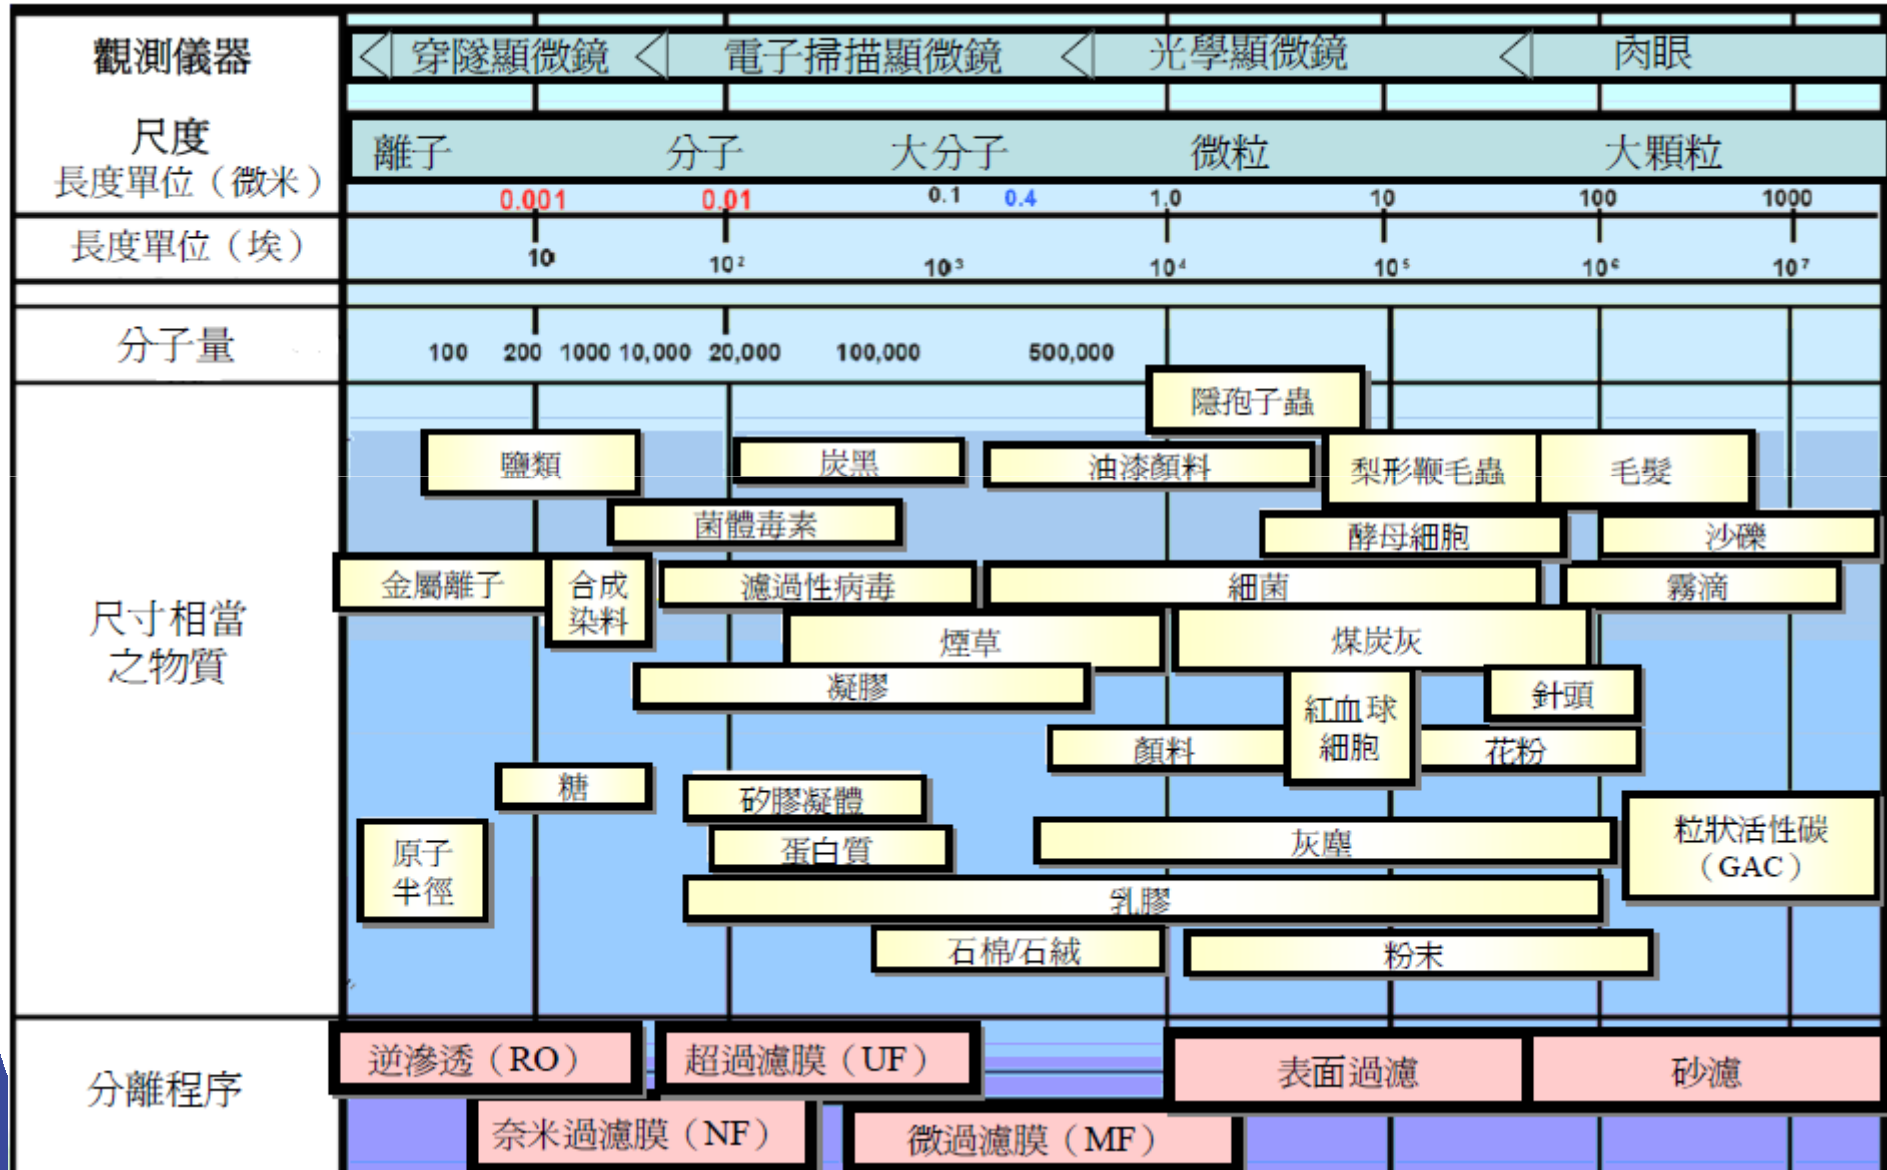 觀測儀器
穿隧顯微鏡
電子掃描顯微鏡
光學顯微鏡
肉眼
尺度
長度單位（微米）
離子
分子
大分子
微粒
大顆粒
0.001
0.01
0.1
0.4
1.0
10
100
1000
長度單位（埃）
10
10²
10³
10⁴
10⁵
10⁶
10⁷
分子量
100
200
1000
10,000
20,000
100,000
500,000
尺寸相當
之物質
隱孢子蟲
鹽類
炭黑
油漆顏料
梨形鞭毛蟲
毛髮
菌體毒素
酵母細胞
沙礫
金屬離子
合成
染料
濾過性病毒
細菌
霧滴
煙草
煤炭灰
凝膠
紅血球
細胞
針頭
顏料
花粉
糖
矽膠凝體
原子
半徑
蛋白質
灰塵
粒狀活性碳
（GAC）
乳膠
石棉/石絨
粉末
分離程序
逆滲透（RO）
超過濾膜（UF）
表面過濾
砂濾
奈米過濾膜（NF）
微過濾膜（MF）